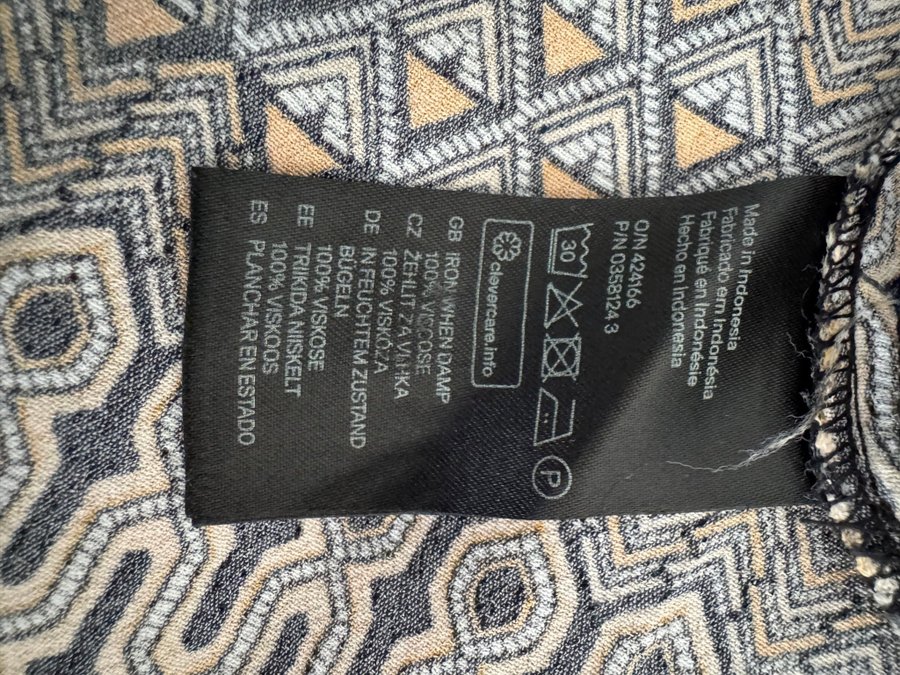 Made in Indonesia
Fabricado em Indonésia
Fabriqué en Indonésie
Hecho en Indonesia
O/N 424166
P/N 0358124 3
30
P
clevercare.info
GB IRON WHEN DAMP
100% VISCOSE
CZ ŽEHLIT ZA VLHKA
100% VISKÓZA
DE IN FEUCHTEM ZUSTAND
BÜGELN
100% VISKOSE
EE TRIIKIDA NIISKELT
100% VISKOOS
ES PLANCHAR EN ESTADO